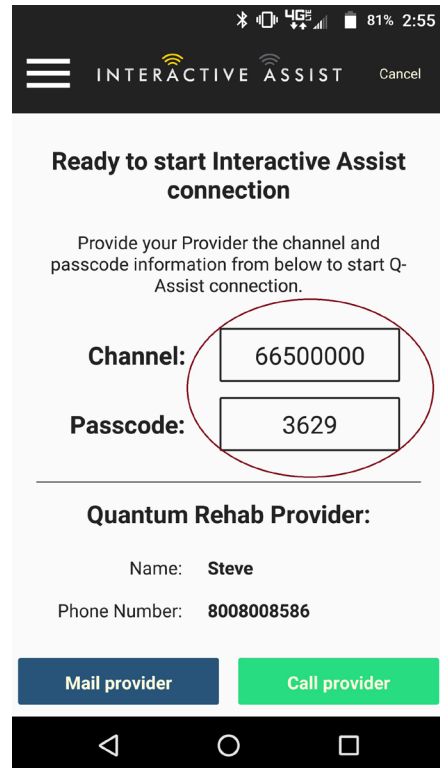 4G 81% 2:55
INTERACTIVE ASSIST Cancel
Ready to start Interactive Assist
connection
Provide your Provider the channel and
passcode information from below to start Q-
Assist connection.
Channel: 66500000
Passcode: 3629
Quantum Rehab Provider:
Name: Steve
Phone Number: 8008008586
Mail provider Call provider